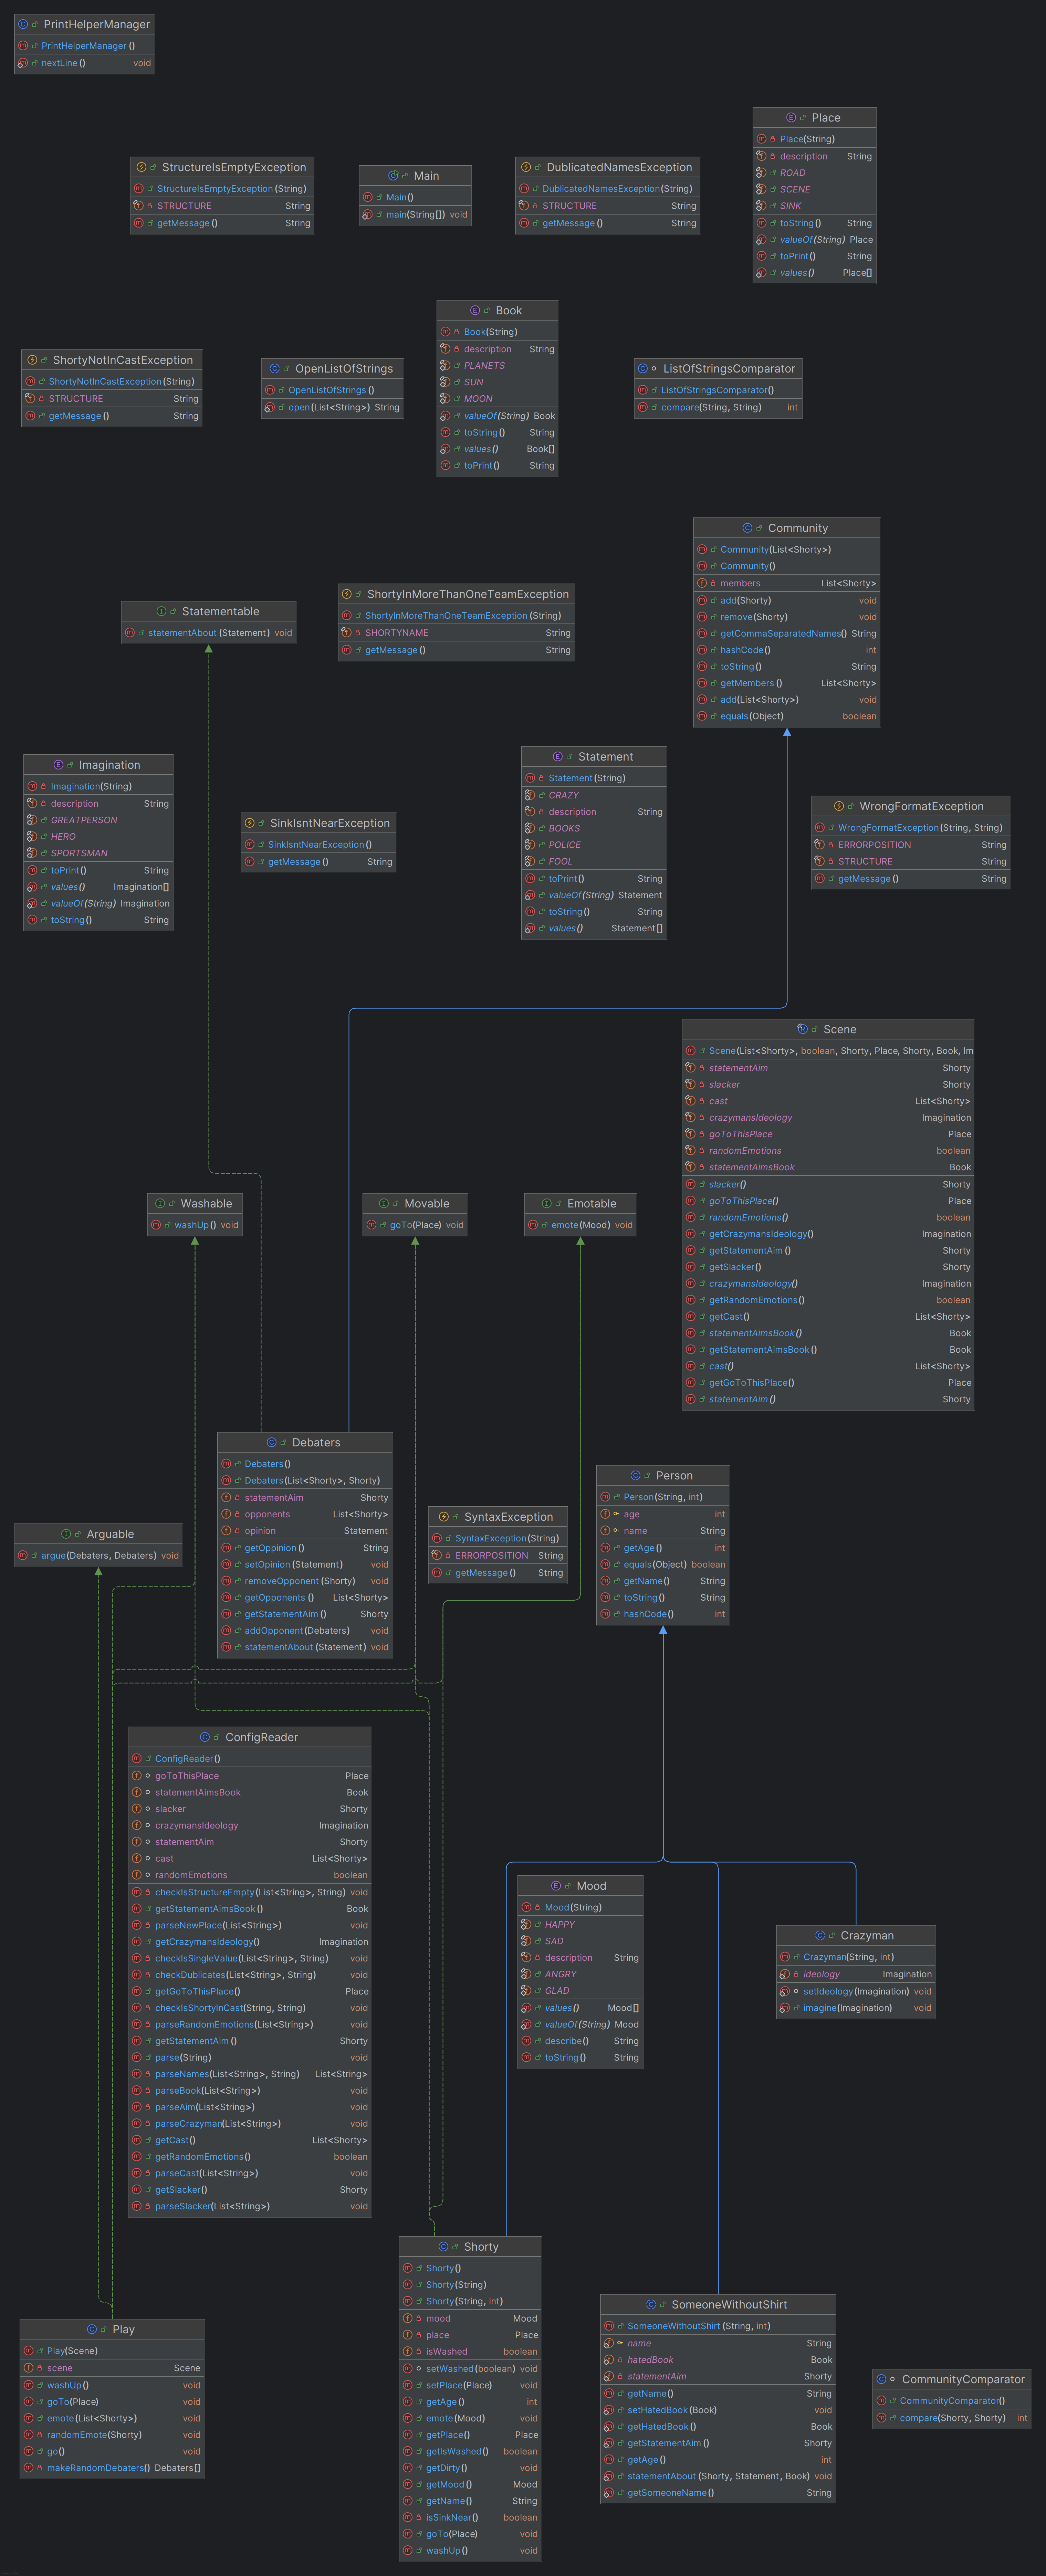 PrintHelperManager
PrintHelperManager()
nextLine() void
Place
Place(String)
description String
ROAD
SCENE
SINK
toString() String
valueOf(String) Place
toPrint() String
values() Place[]
StructureIsEmptyException
StructureIsEmptyException(String)
STRUCTURE String
getMessage() String
Main
Main()
main(String[]) void
DublicatedNamesException
DublicatedNamesException(String)
STRUCTURE String
getMessage() String
Book
Book(String)
description String
PLANETS
SUN
MOON
valueOf(String) Book
toString() String
values() Book[]
toPrint() String
ShortyNotInCastException
ShortyNotInCastException(String)
STRUCTURE String
getMessage() String
OpenListOfStrings
OpenListOfStrings()
open(List<String>) String
ListOfStringsComparator
ListOfStringsComparator()
compare(String, String) int
Community
Community(List<Shorty>)
Community()
members List<Shorty>
add(Shorty) void
remove(Shorty) void
getCommaSeparatedNames() String
hashCode() int
toString() String
getMembers() List<Shorty>
add(List<Shorty>) void
equals(Object) boolean
Statementable
statementAbout(Statement) void
ShortyInMoreThanOneTeamException
ShortyInMoreThanOneTeamException(String)
SHORTYNAME String
getMessage() String
Imagination
Imagination(String)
description String
GREATPERSON
HERO
SPORTSMAN
toPrint() String
values() Imagination[]
valueOf(String) Imagination
toString() String
SinkIsntNearException
SinkIsntNearException()
getMessage() String
Statement
Statement(String)
CRAZY
description String
BOOKS
POLICE
FOOL
toPrint() String
valueOf(String) Statement
toString() String
values() Statement[]
WrongFormatException
WrongFormatException(String, String)
ERRORPOSITION String
STRUCTURE String
getMessage() String
Scene
Scene(List<Shorty>, boolean, Shorty, Place, Shorty, Book, Im
statementAim Shorty
slacker Shorty
cast List<Shorty>
crazymansIdeology Imagination
goToThisPlace Place
randomEmotions boolean
statementAimsBook Book
slacker() Shorty
goToThisPlace() Place
randomEmotions() boolean
getCrazymansIdeology() Imagination
getStatementAim() Shorty
getSlacker() Shorty
crazymansIdeology() Imagination
getRandomEmotions() boolean
getCast() List<Shorty>
statementAimsBook() Book
getStatementAimsBook() Book
cast() List<Shorty>
getGoToThisPlace() Place
statementAim() Shorty
Washable
washUp() void
Movable
goTo(Place) void
Emotable
emote(Mood) void
Debaters
Debaters()
Debaters(List<Shorty>, Shorty)
statementAim Shorty
opponents List<Shorty>
opinion Statement
getOppinion() String
setOpinion(Statement) void
removeOpponent(Shorty) void
getOpponents() List<Shorty>
getStatementAim() Shorty
addOpponent(Debaters) void
statementAbout(Statement) void
Person
Person(String, int)
age int
name String
getAge() int
equals(Object) boolean
getName() String
toString() String
hashCode() int
Arguable
argue(Debaters, Debaters) void
SyntaxException
SyntaxException(String)
ERRORPOSITION String
getMessage() String
ConfigReader
ConfigReader()
goToThisPlace Place
statementAimsBook Book
slacker Shorty
crazymansIdeology Imagination
statementAim Shorty
cast List<Shorty>
randomEmotions boolean
checkIsStructureEmpty(List<String>, String) void
getStatementAimsBook() Book
parseNewPlace(List<String>) void
getCrazymansIdeology() Imagination
checkIsSingleValue(List<String>, String) void
checkDublicates(List<String>, String) void
getGoToThisPlace() Place
checkIsShortyInCast(String, String) void
parseRandomEmotions(List<String>) void
getStatementAim() Shorty
parse(String) void
parseNames(List<String>, String) List<String>
parseBook(List<String>) void
parseAim(List<String>) void
parseCrazyman(List<String>) void
getCast() List<Shorty>
getRandomEmotions() boolean
parseCast(List<String>) void
getSlacker() Shorty
parseSlacker(List<String>) void
Mood
Mood(String)
HAPPY
SAD
description String
ANGRY
GLAD
values() Mood[]
valueOf(String) Mood
describe() String
toString() String
Crazyman
Crazyman(String, int)
ideology Imagination
setIdeology(Imagination) void
imagine(Imagination) void
Shorty
Shorty()
Shorty(String)
Shorty(String, int)
mood Mood
place Place
isWashed boolean
setWashed(boolean) void
setPlace(Place) void
getAge() int
emote(Mood) void
getPlace() Place
getIsWashed() boolean
getDirty() void
getMood() Mood
getName() String
isSinkNear() boolean
goTo(Place) void
washUp() void
SomeoneWithoutShirt
SomeoneWithoutShirt(String, int)
name String
hatedBook Book
statementAim Shorty
getName() String
setHatedBook(Book) void
getHatedBook() Book
getStatementAim() Shorty
getAge() int
statementAbout(Shorty, Statement, Book) void
getSomeoneName() String
Play
Play(Scene)
scene Scene
washUp() void
goTo(Place) void
emote(List<Shorty>) void
randomEmote(Shorty) void
go() void
makeRandomDebaters() Debaters[]
CommunityComparator
CommunityComparator()
compare(Shorty, Shorty) int